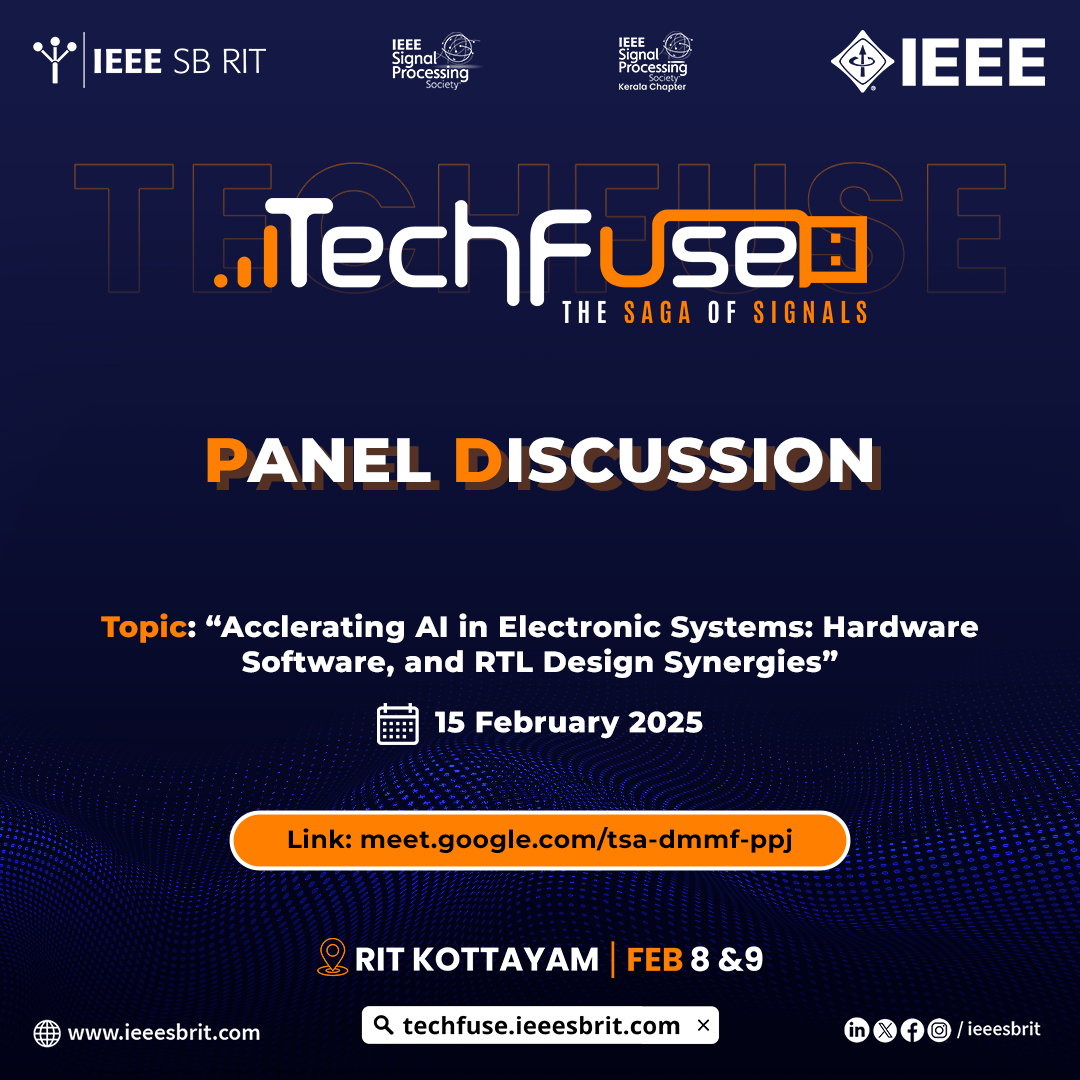 IEEE SB RIT
IEEE
Signal
Processing
Society
IEEE
Signal
Processing
Society
Kerala Chapter
IEEE
TECHFUSE
TechFuse
THE SAGA OF SIGNALS
PANEL DISCUSSION
Topic: “Acclerating AI in Electronic Systems: Hardware
Software, and RTL Design Synergies”
15 February 2025
Link: meet.google.com/tsa-dmmf-ppj
RIT KOTTAYAM | FEB 8 &9
www.ieeesbrit.com
techfuse.ieeesbrit.com ×
/ ieeesbrit